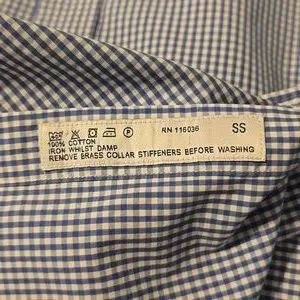 RN 116036 SS
100% COTTON
IRON WHILST DAMP
REMOVE BRASS COLLAR STIFFENERS BEFORE WASHING